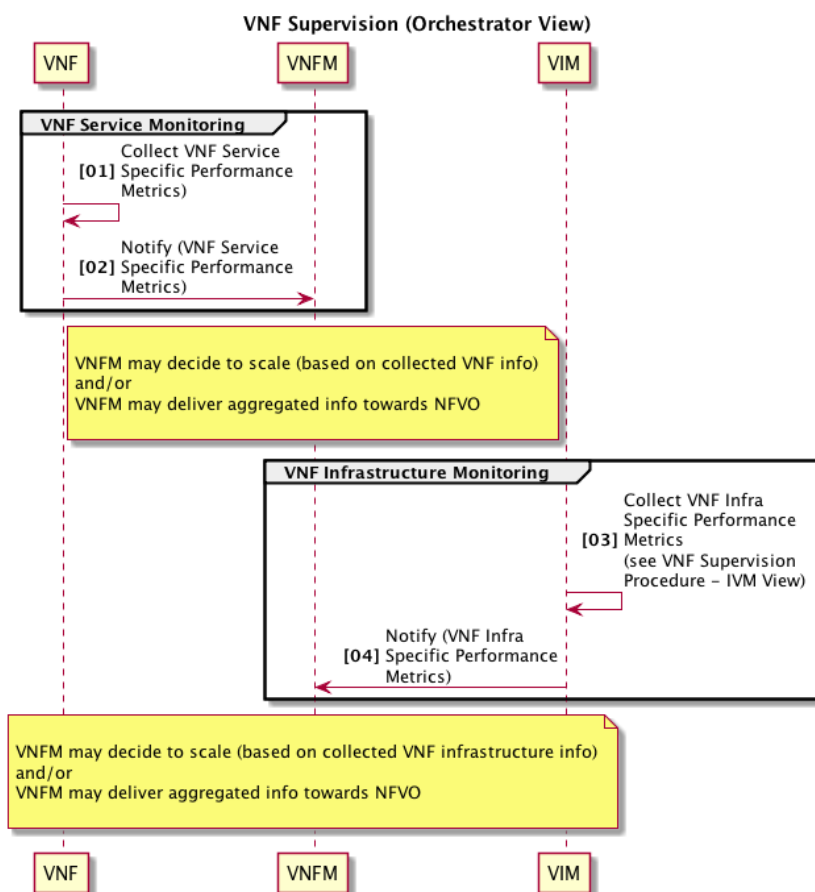 VNF Supervision (Orchestrator View)
VNF VNFM VIM
VNF Service Monitoring
Collect VNF Service
[01] Specific Performance
Metrics)
Notify (VNF Service
[02] Specific Performance
Metrics)
VNFM may decide to scale (based on collected VNF info)
and/or
VNFM may deliver aggregated info towards NFVO
VNF Infrastructure Monitoring
Collect VNF Infra
Specific Performance
[03] Metrics
(see VNF Supervision
Procedure – IVM View)
Notify (VNF Infra
[04] Specific Performance
Metrics)
VNFM may decide to scale (based on collected VNF infrastructure info)
and/or
VNFM may deliver aggregated info towards NFVO
VNF VNFM VIM